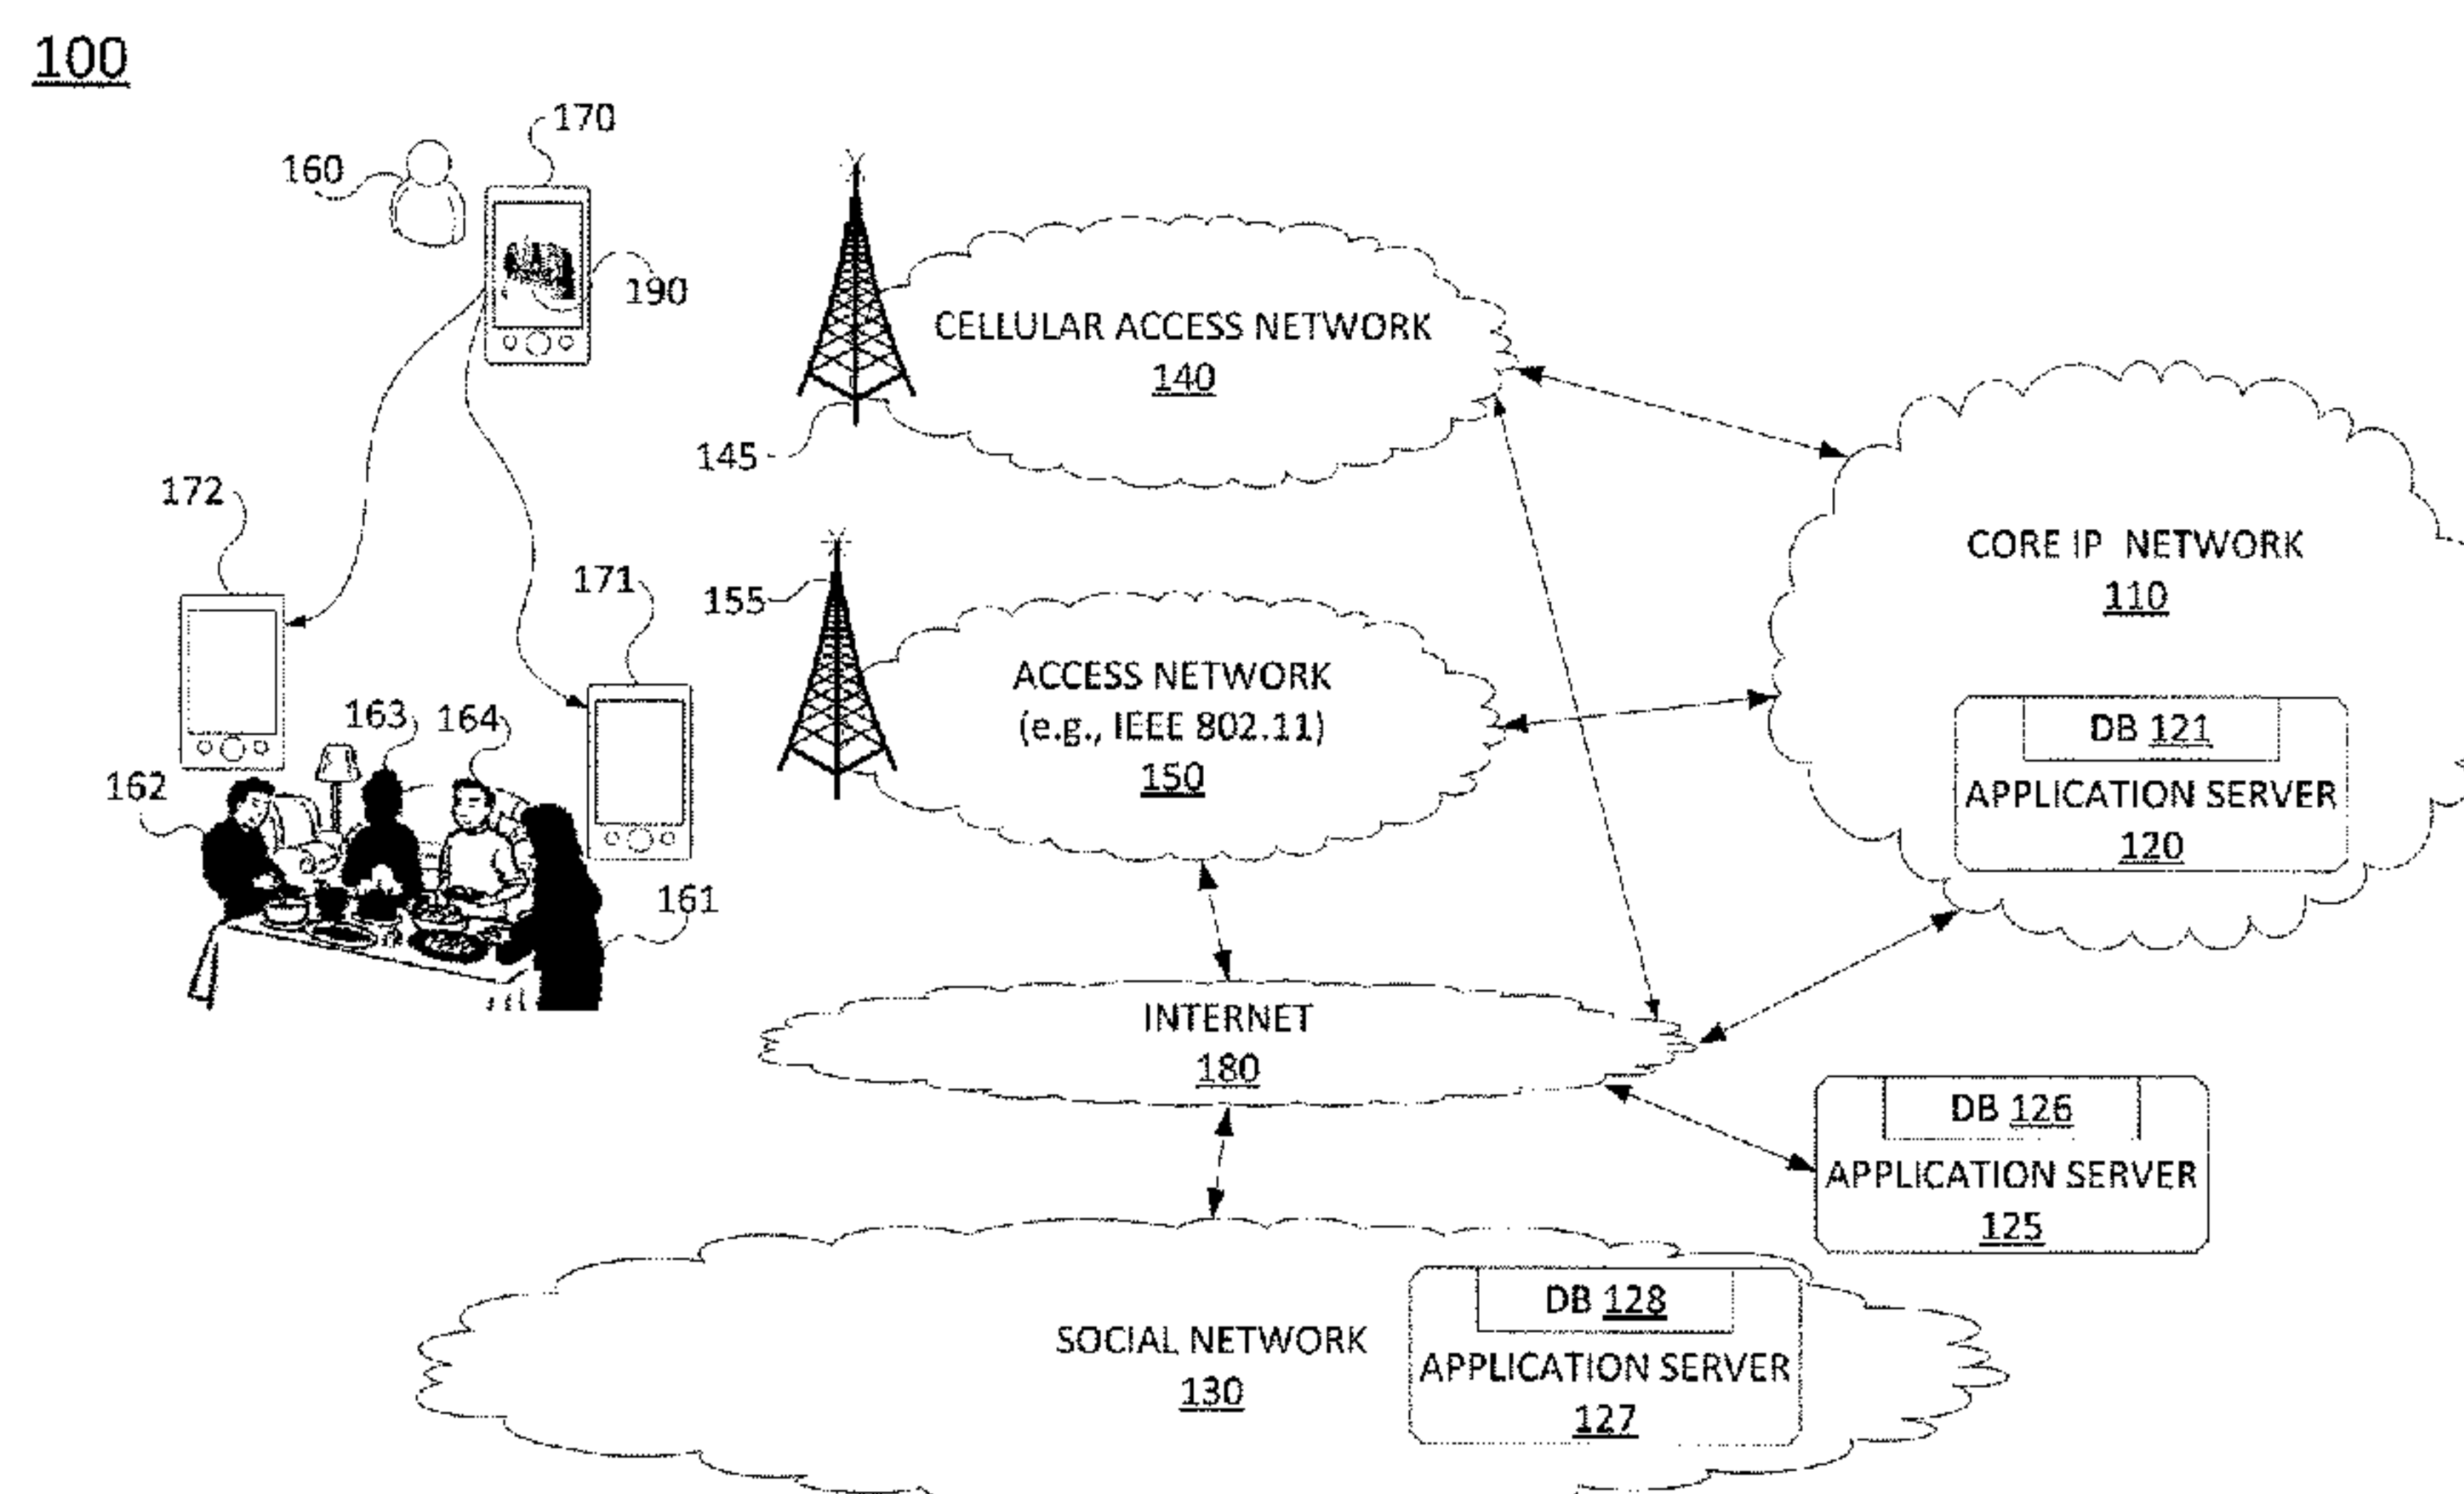 100
170
160
190
CELLULAR ACCESS NETWORK
140
145
172
155
171
CORE IP NETWORK
110
ACCESS NETWORK
(e.g., IEEE 802.11)
150
163
164
162
161
DB 121
APPLICATION SERVER
120
INTERNET
180
DB 126
APPLICATION SERVER
125
SOCIAL NETWORK
130
DB 128
APPLICATION SERVER
127